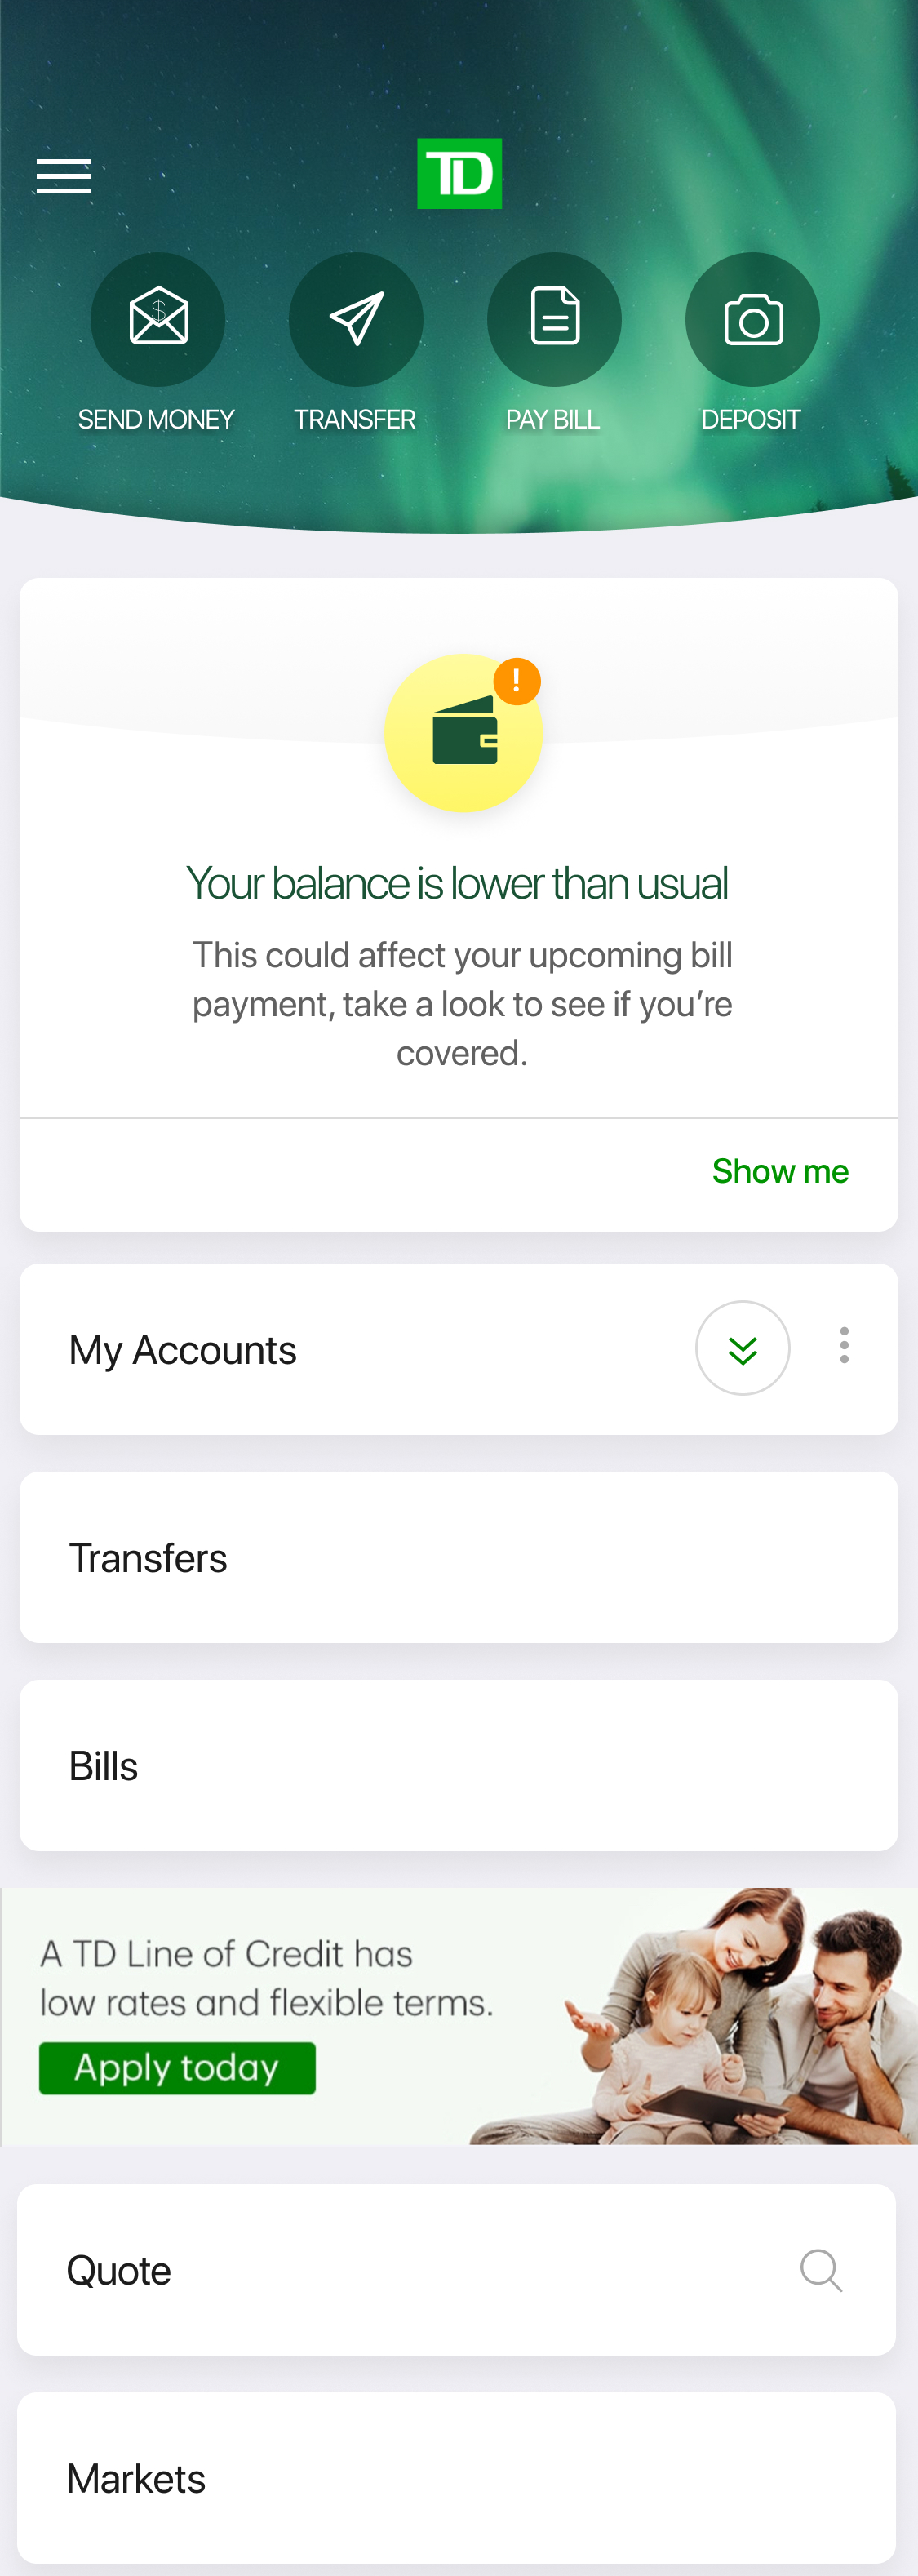 TD
SEND MONEY
TRANSFER
PAY BILL
DEPOSIT
$
!
Your balance is lower than usual
This could affect your upcoming bill
payment, take a look to see if you’re
covered.
Show me
My Accounts
Transfers
Bills
A TD Line of Credit has
low rates and flexible terms.
Apply today
Quote
Markets